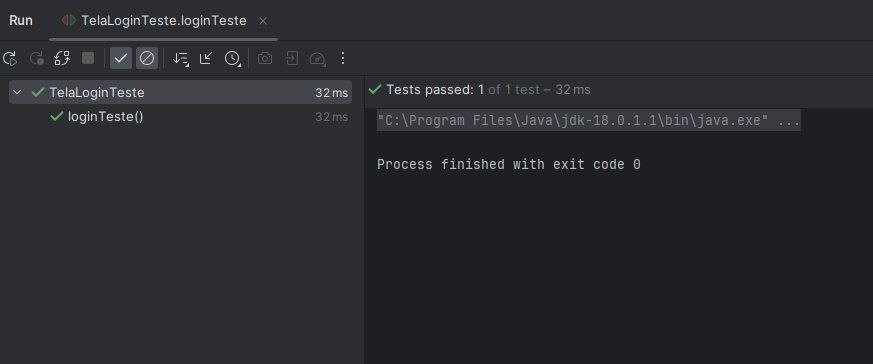 Run TelaLoginTeste.loginTeste
TelaLoginTeste 32 ms
loginTeste() 32 ms
Tests passed: 1 of 1 test – 32 ms
"C:\Program Files\Java\jdk-18.0.1.1\bin\java.exe" ...
Process finished with exit code 0